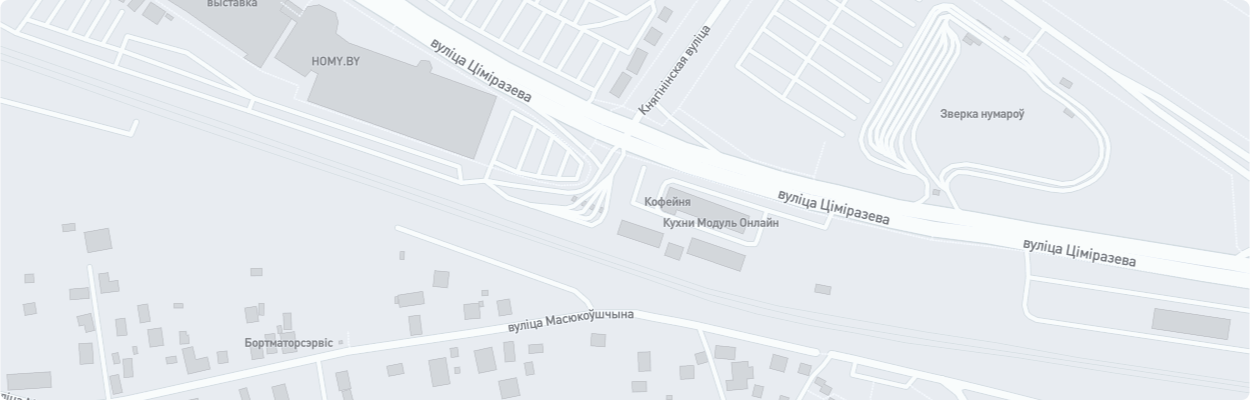 выставка
HOMY.BY
вуліца Ціміразева
Княгінінская вуліца
Зверка нумароў
Кофейня
Кухни Модуль Онлайн
вуліца Ціміразева
вуліца Ціміразева
вуліца Масюкоўшчына
Бортматорсэрвіс